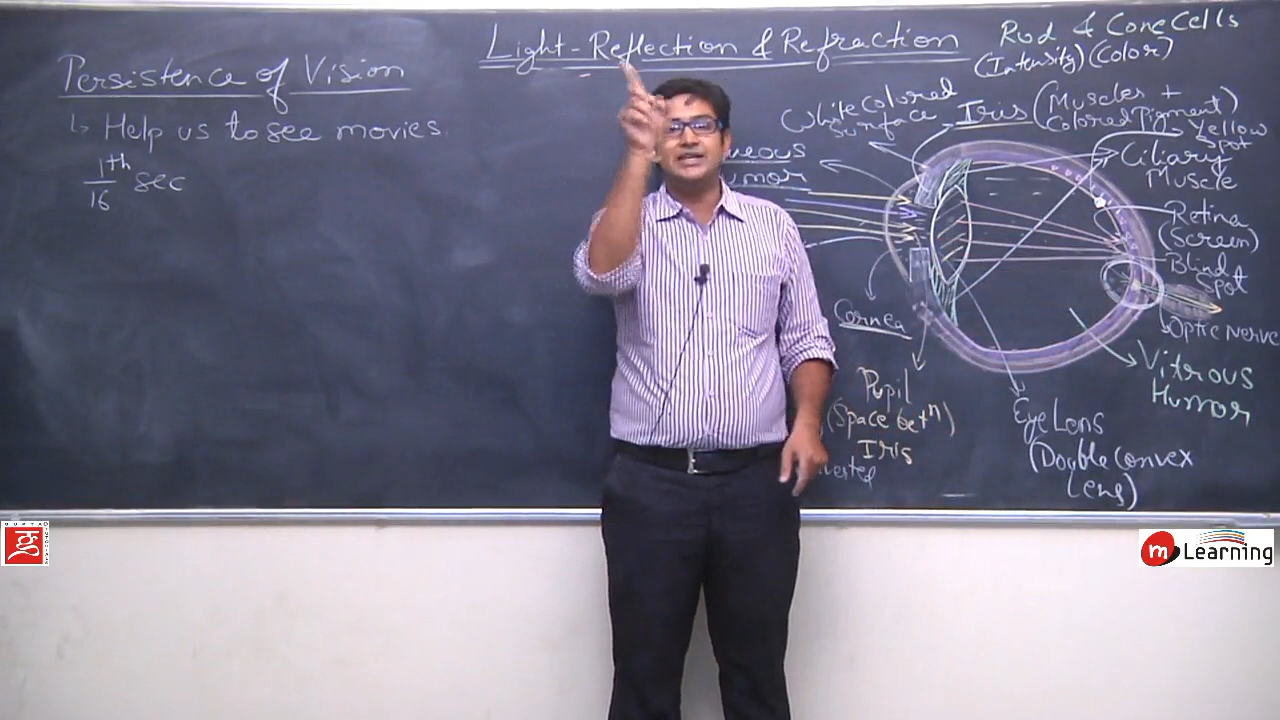 Light-Reflection & Refraction
Persistence of Vision
↳ Help us to see movies.
1th
16 sec
Rod & Cone Cells
(Intensity) (Color)
White Colored
Surface
Iris (Muscles +
Colored Pigment)
Yellow
Spot
Ciliary
Muscle
Retina
(Screen)
Blind
Spot
Optic Nerve
Vitrous
Humor
Eye Lens
(Double Convex
Lens)
Pupil
(Space betⁿ)
Iris
Cornea
m Learning